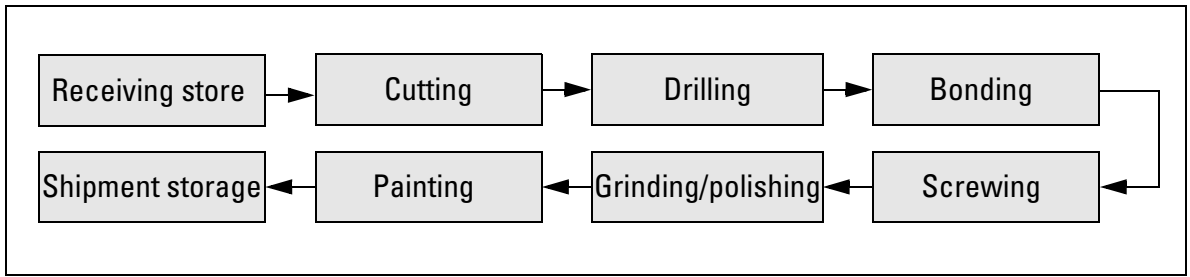 Receiving store
Cutting
Drilling
Bonding
Shipment storage
Painting
Grinding/polishing
Screwing